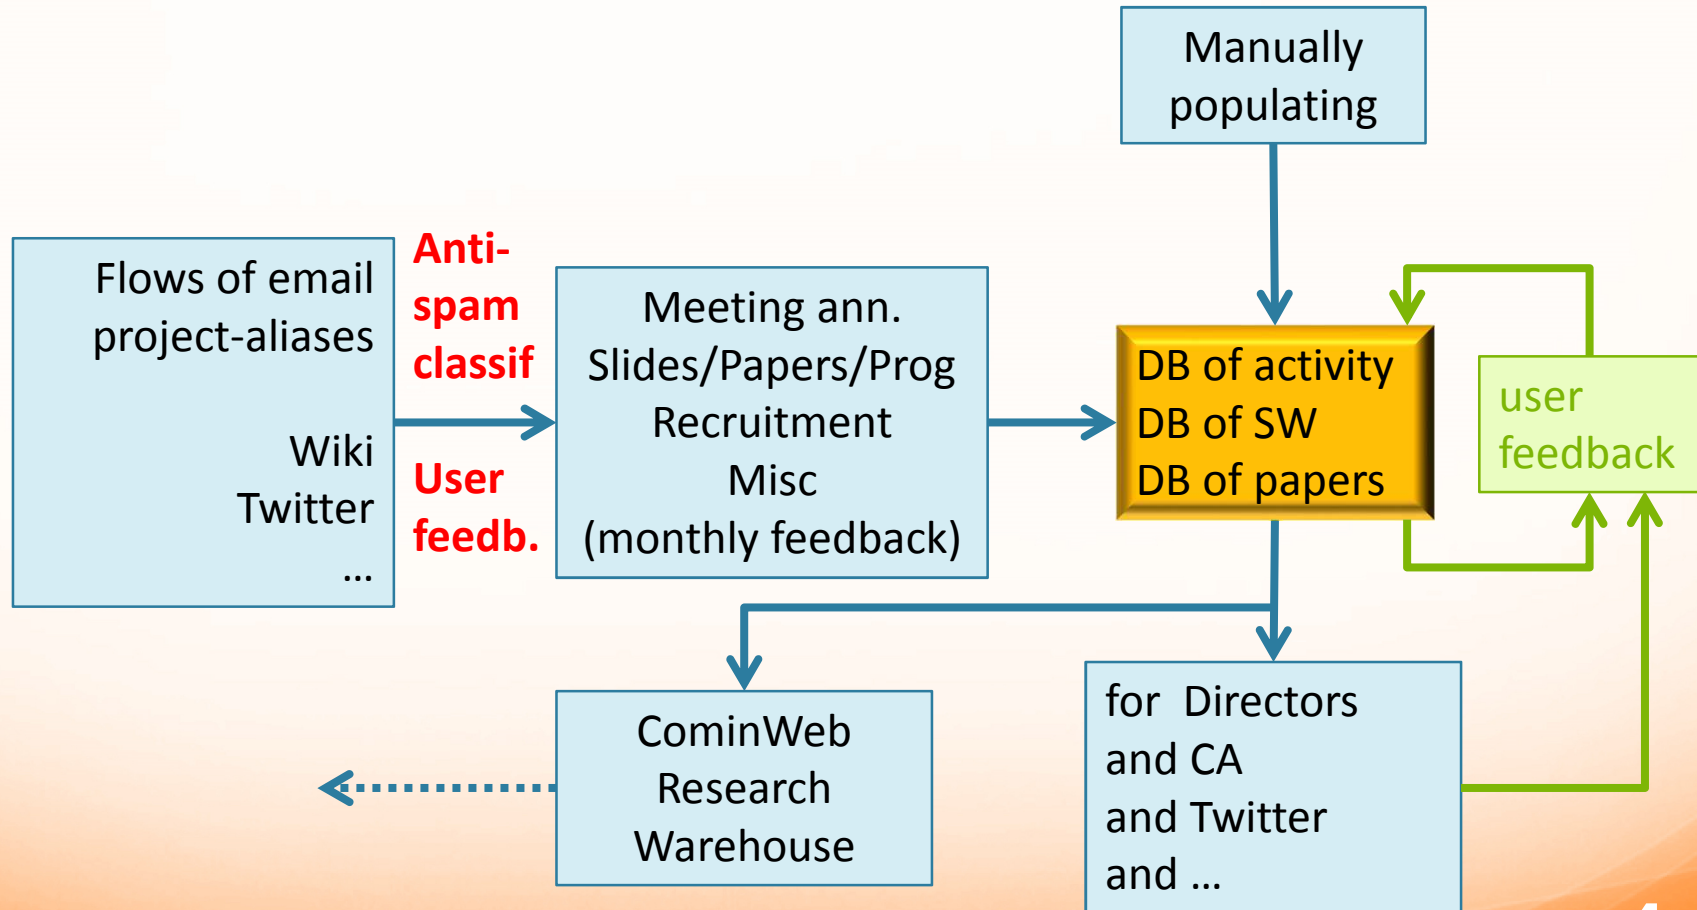 Manually
populating
Flows of email
project-aliases
Wiki
Twitter
...
Anti-
spam
classif
User
feedb.
Meeting ann.
Slides/Papers/Prog
Recruitment
Misc
(monthly feedback)
DB of activity
DB of SW
DB of papers
user
feedback
CominWeb
Research
Warehouse
for Directors
and CA
and Twitter
and ...